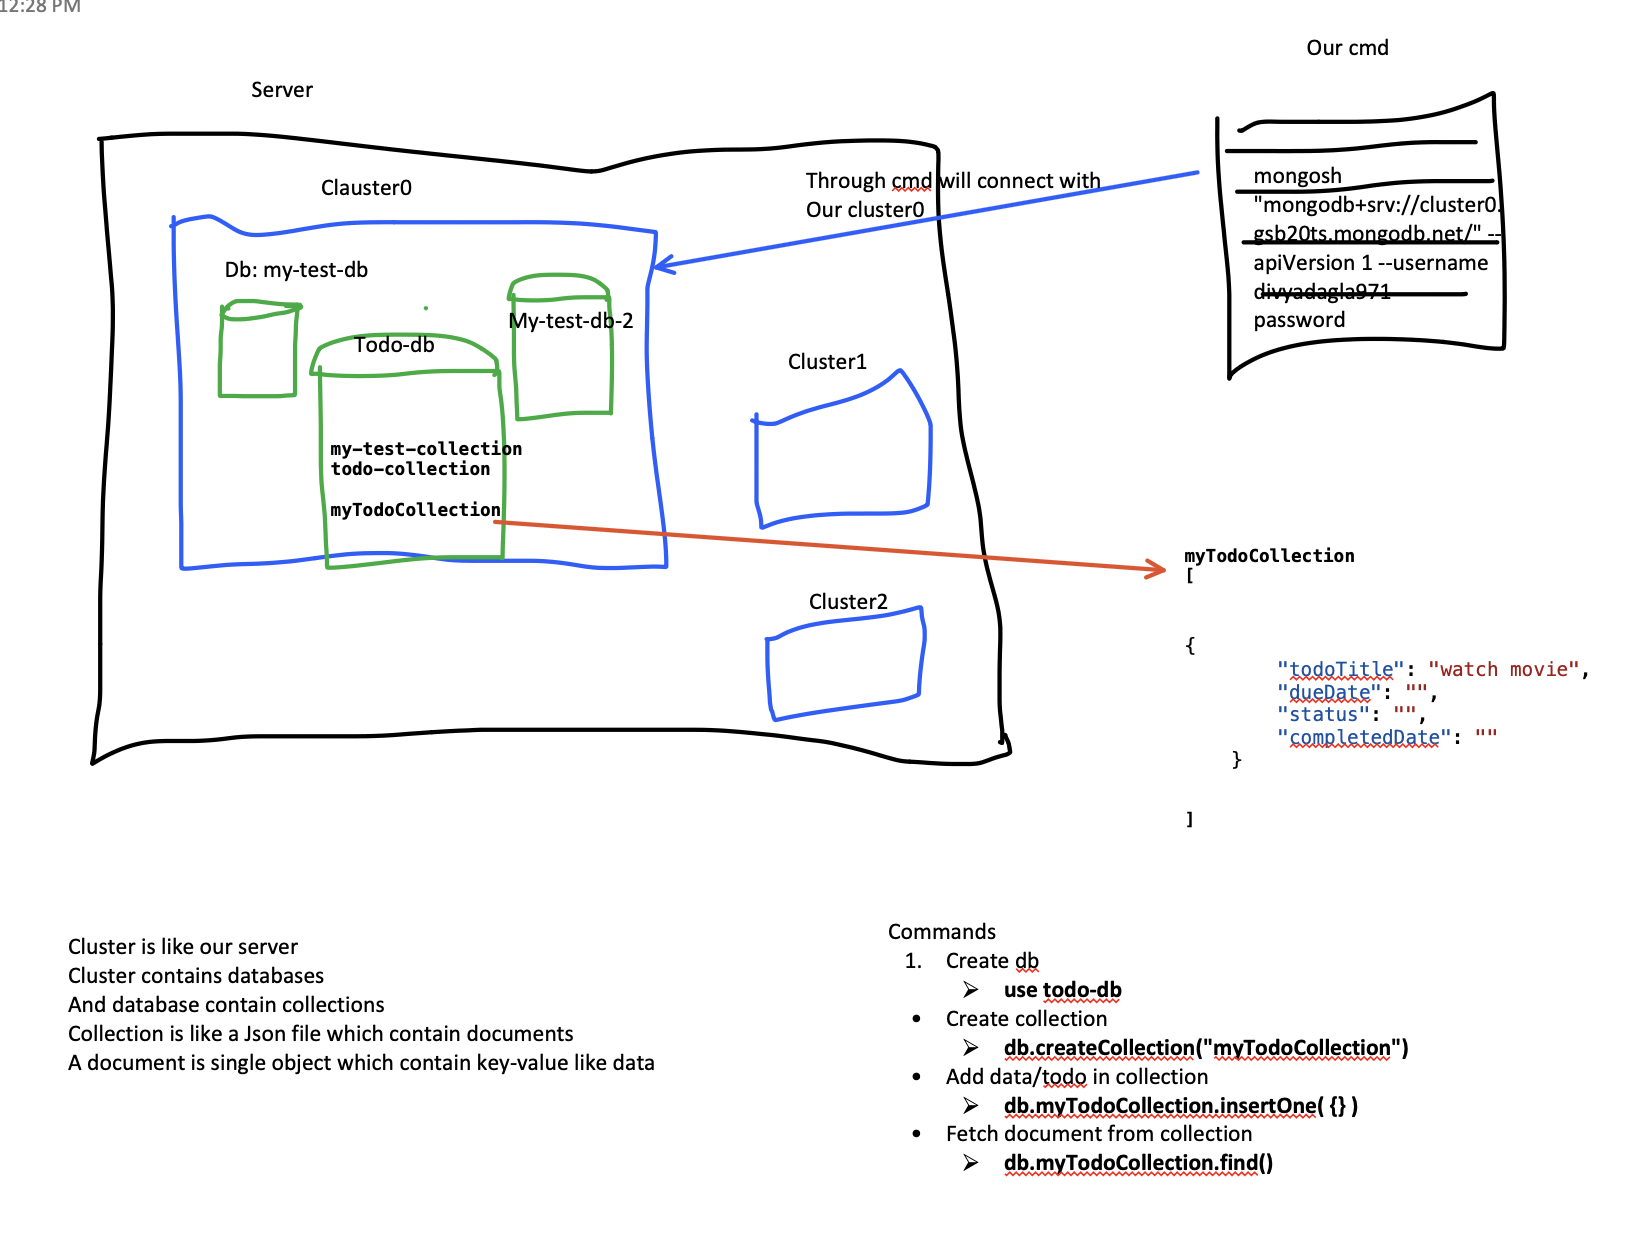 12:28 PM
Our cmd
Server
Clauster0
Through cmd will connect with
Our cluster0
mongosh
"mongodb+srv://cluster0.
gsb20ts.mongodb.net/" --
apiVersion 1 --username
divyadagla971
password
Db: my-test-db
My-test-db-2
Todo-db
Cluster1
my-test-collection
todo-collection
myTodoCollection
Cluster2
myTodoCollection
[
{
"todoTitle": "watch movie",
"dueDate": "",
"status": "",
"completedDate": ""
}
]
Cluster is like our server
Cluster contains databases
And database contain collections
Collection is like a Json file which contain documents
A document is single object which contain key-value like data
Commands
1. Create db
➢ use todo-db
• Create collection
➢ db.createCollection("myTodoCollection")
• Add data/todo in collection
➢ db.myTodoCollection.insertOne( {} )
• Fetch document from collection
➢ db.myTodoCollection.find()